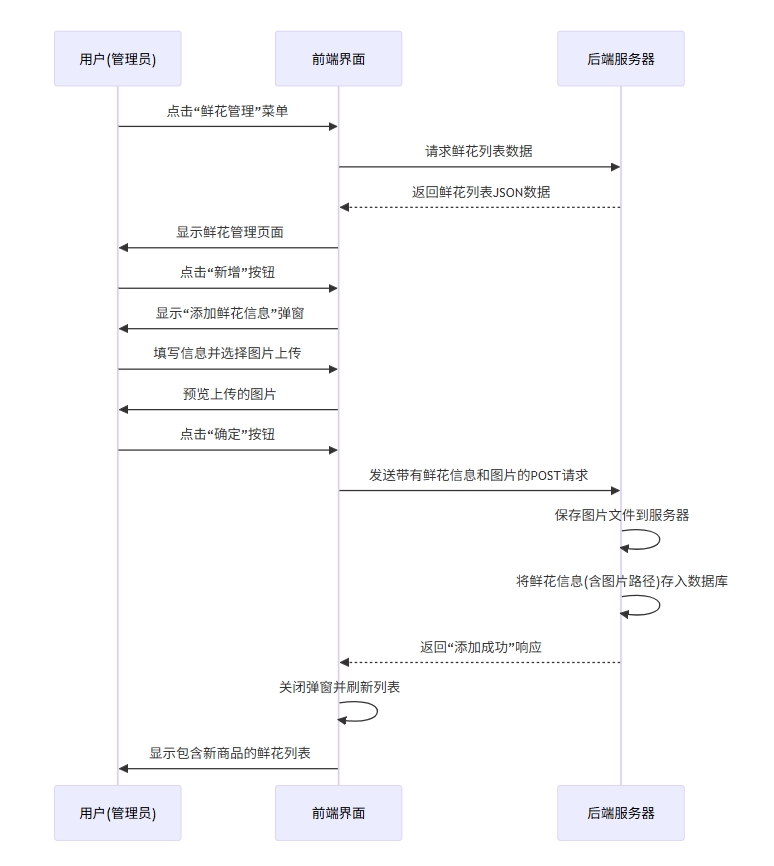 用户(管理员)
前端界面
后端服务器
点击“鲜花管理”菜单
请求鲜花列表数据
返回鲜花列表JSON数据
显示鲜花管理页面
点击“新增”按钮
显示“添加鲜花信息”弹窗
填写信息并选择图片上传
预览上传的图片
点击“确定”按钮
发送带有鲜花信息和图片的POST请求
保存图片文件到服务器
将鲜花信息(含图片路径)存入数据库
返回“添加成功”响应
关闭弹窗并刷新列表
显示包含新商品的鲜花列表
用户(管理员)
前端界面
后端服务器